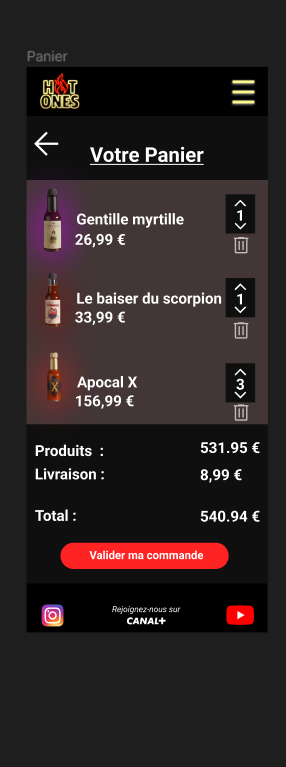 Panier
HOT
ONES
Votre Panier
Gentille myrtille
26,99 €
1
Le baiser du scorpion
33,99 €
1
Apocal X
156,99 €
3
Produits : 531.95 €
Livraison : 8,99 €
Total : 540.94 €
Valider ma commande
Rejoignez-nous sur
CANAL+